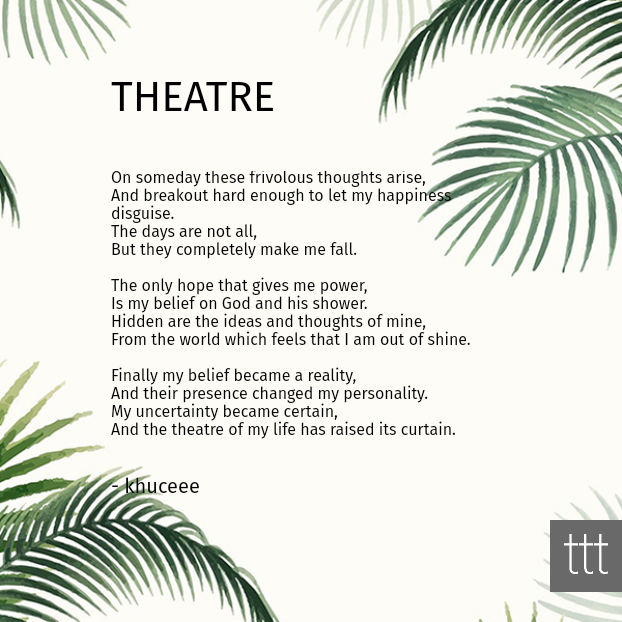 THEATRE
On someday these frivolous thoughts arise,
And breakout hard enough to let my happiness
disguise.
The days are not all,
But they completely make me fall.
The only hope that gives me power,
Is my belief on God and his shower.
Hidden are the ideas and thoughts of mine,
From the world which feels that I am out of shine.
Finally my belief became a reality,
And their presence changed my personality.
My uncertainty became certain,
And the theatre of my life has raised its curtain.
- khuceee
ttt